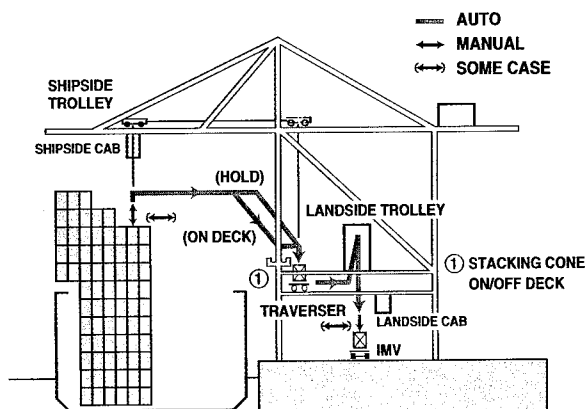 AUTO
MANUAL
SOME CASE
SHIPSIDE
TROLLEY
SHIPSIDE CAB
(HOLD)
(ON DECK)
LANDSIDE TROLLEY
1
1 STACKING CONE
ON/OFF DECK
TRAVERSER
LANDSIDE CAB
IMV